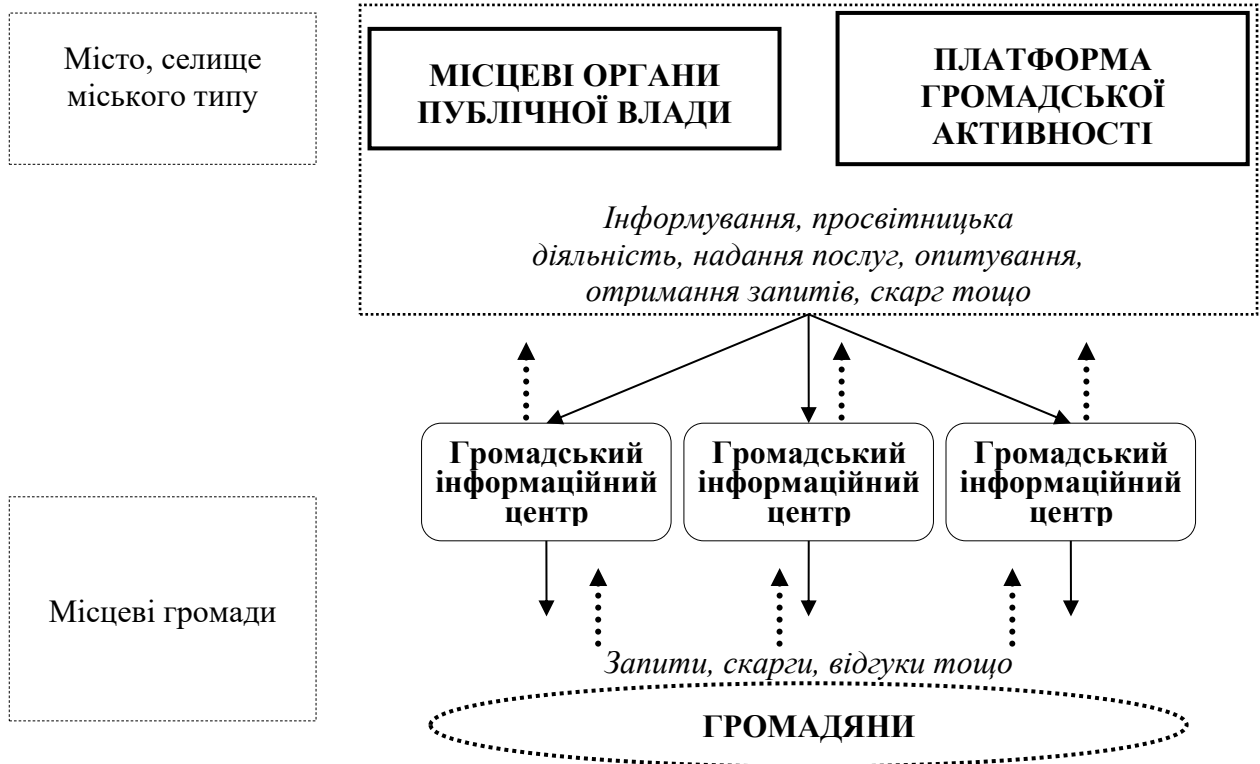 Місто, селище
міського типу
МІСЦЕВІ ОРГАНИ
ПУБЛІЧНОЇ ВЛАДИ
ПЛАТФОРМА
ГРОМАДСЬКОЇ
АКТИВНОСТІ
Інформування, просвітницька
діяльність, надання послуг, опитування,
отримання запитів, скарг тощо
Громадський
інформаційний
центр
Громадський
інформаційний
центр
Громадський
інформаційний
центр
Місцеві громади
Запити, скарги, відгуки тощо
ГРОМАДЯНИ